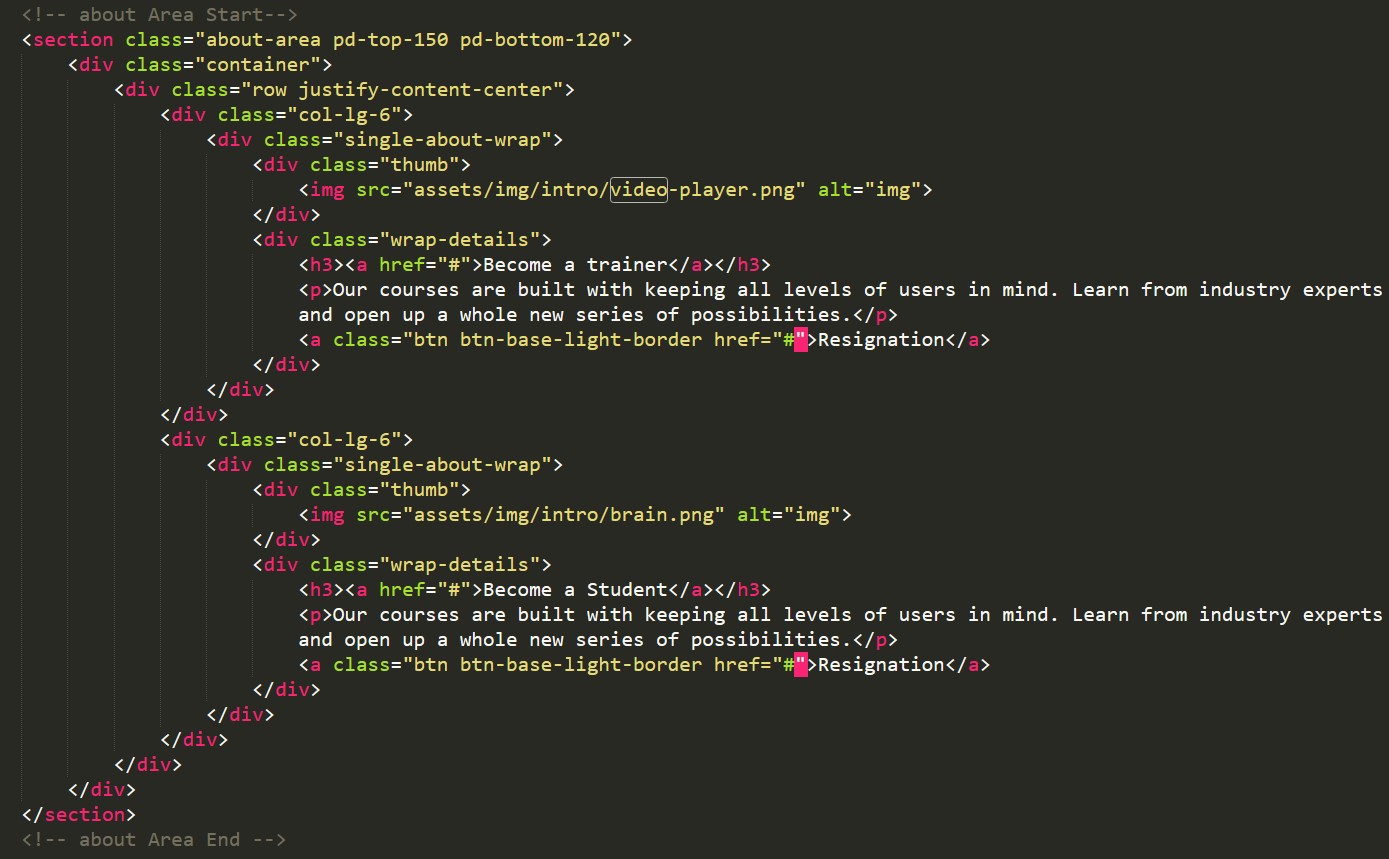 <!-- about Area Start-->
<section class="about-area pd-top-150 pd-bottom-120">
    <div class="container">
        <div class="row justify-content-center">
            <div class="col-lg-6">
                <div class="single-about-wrap">
                    <div class="thumb">
                        <img src="assets/img/intro/video-player.png" alt="img">
                    </div>
                    <div class="wrap-details">
                        <h3><a href="#">Become a trainer</a></h3>
                        <p>Our courses are built with keeping all levels of users in mind. Learn from industry experts
                        and open up a whole new series of possibilities.</p>
                        <a class="btn btn-base-light-border href="#">Resignation</a>
                    </div>
                </div>
            </div>
            <div class="col-lg-6">
                <div class="single-about-wrap">
                    <div class="thumb">
                        <img src="assets/img/intro/brain.png" alt="img">
                    </div>
                    <div class="wrap-details">
                        <h3><a href="#">Become a Student</a></h3>
                        <p>Our courses are built with keeping all levels of users in mind. Learn from industry experts
                        and open up a whole new series of possibilities.</p>
                        <a class="btn btn-base-light-border href="#">Resignation</a>
                    </div>
                </div>
            </div>
        </div>
    </div>
</section>
<!-- about Area End -->